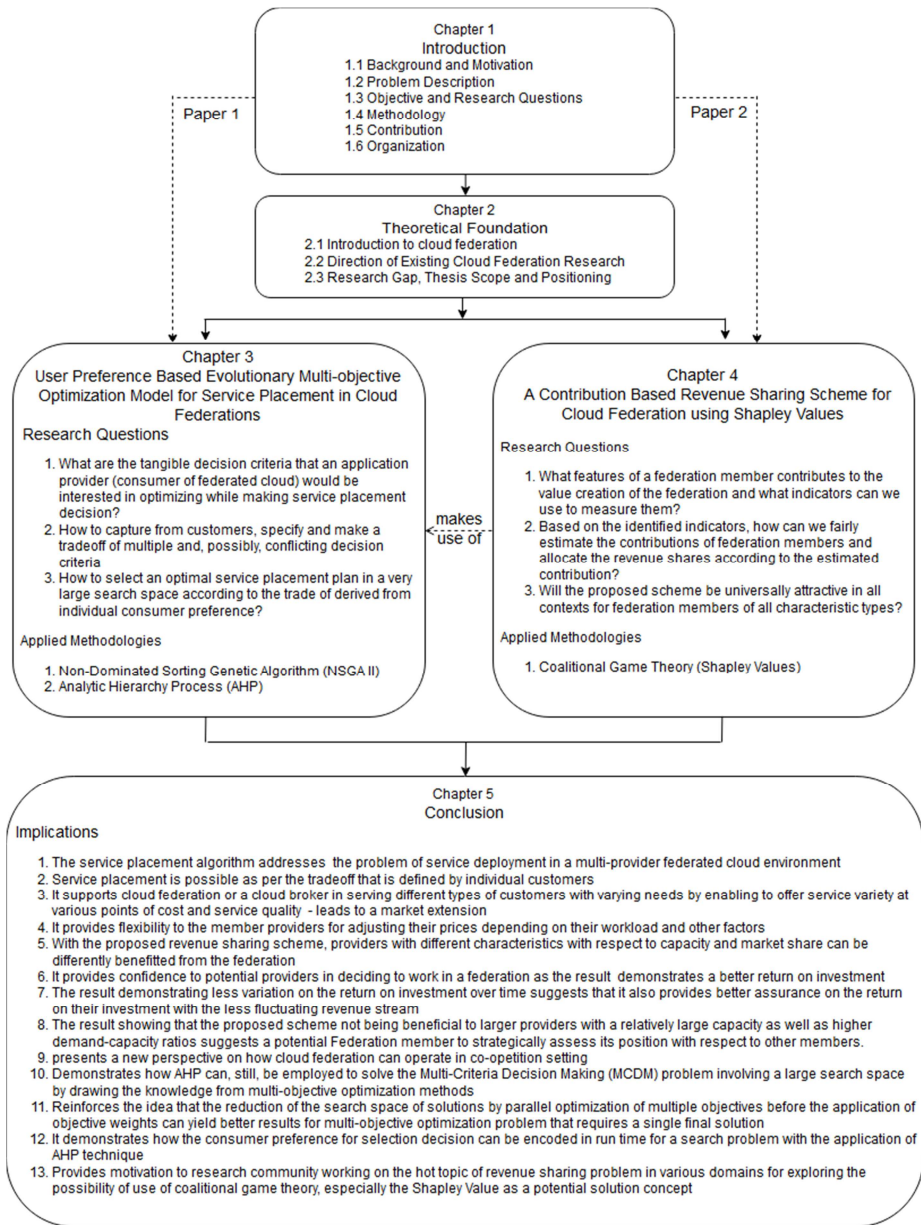 Chapter 1
Introduction
1.1 Background and Motivation
1.2 Problem Description
1.3 Objective and Research Questions
1.4 Methodology
1.5 Contribution
1.6 Organization
Paper 1
Paper 2
Chapter 2
Theoretical Foundation
2.1 Introduction to cloud federation
2.2 Direction of Existing Cloud Federation Research
2.3 Research Gap, Thesis Scope and Positioning
Chapter 3
User Preference Based Evolutionary Multi-objective
Optimization Model for Service Placement in Cloud
Federations
Research Questions
1. What are the tangible decision criteria that an application
provider (consumer of federated cloud) would be
interested in optimizing while making service placement
decision?
2. How to capture from customers, specify and make a
tradeoff of multiple and, possibly, conflicting decision
criteria
3. How to select an optimal service placement plan in a very
large search space according to the trade of derived from
individual consumer preference?
Applied Methodologies
1. Non-Dominated Sorting Genetic Algorithm (NSGA II)
2. Analytic Hierarchy Process (AHP)
makes
use of
Chapter 4
A Contribution Based Revenue Sharing Scheme for
Cloud Federation using Shapley Values
Research Questions
1. What features of a federation member contributes to the
value creation of the federation and what indicators can we
use to measure them?
2. Based on the identified indicators, how can we fairly
estimate the contributions of federation members and
allocate the revenue shares according to the estimated
contribution?
3. Will the proposed scheme be universally attractive in all
contexts for federation members of all characteristic types?
Applied Methodologies
1. Coalitional Game Theory (Shapley Values)
Chapter 5
Conclusion
Implications
1. The service placement algorithm addresses the problem of service deployment in a multi-provider federated cloud environment
2. Service placement is possible as per the tradeoff that is defined by individual customers
3. It supports cloud federation or a cloud broker in serving different types of customers with varying needs by enabling to offer service variety at
various points of cost and service quality - leads to a market extension
4. It provides flexibility to the member providers for adjusting their prices depending on their workload and other factors
5. With the proposed revenue sharing scheme, providers with different characteristics with respect to capacity and market share can be
differently benefitted from the federation
6. It provides confidence to potential providers in deciding to work in a federation as the result demonstrates a better return on investment
7. The result demonstrating less variation on the return on investment over time suggests that it also provides better assurance on the return
on their investment with the less fluctuating revenue stream
8. The result showing that the proposed scheme not being beneficial to larger providers with a relatively large capacity as well as higher
demand-capacity ratios suggests a potential Federation member to strategically assess its position with respect to other members.
9. presents a new perspective on how cloud federation can operate in co-opetition setting
10. Demonstrates how AHP can, still, be employed to solve the Multi-Criteria Decision Making (MCDM) problem involving a large search space
by drawing the knowledge from multi-objective optimization methods
11. Reinforces the idea that the reduction of the search space of solutions by parallel optimization of multiple objectives before the application of
objective weights can yield better results for multi-objective optimization problem that requires a single final solution
12. It demonstrates how the consumer preference for selection decision can be encoded in run time for a search problem with the application of
AHP technique
13. Provides motivation to research community working on the hot topic of revenue sharing problem in various domains for exploring the
possibility of use of coalitional game theory, especially the Shapley Value as a potential solution concept